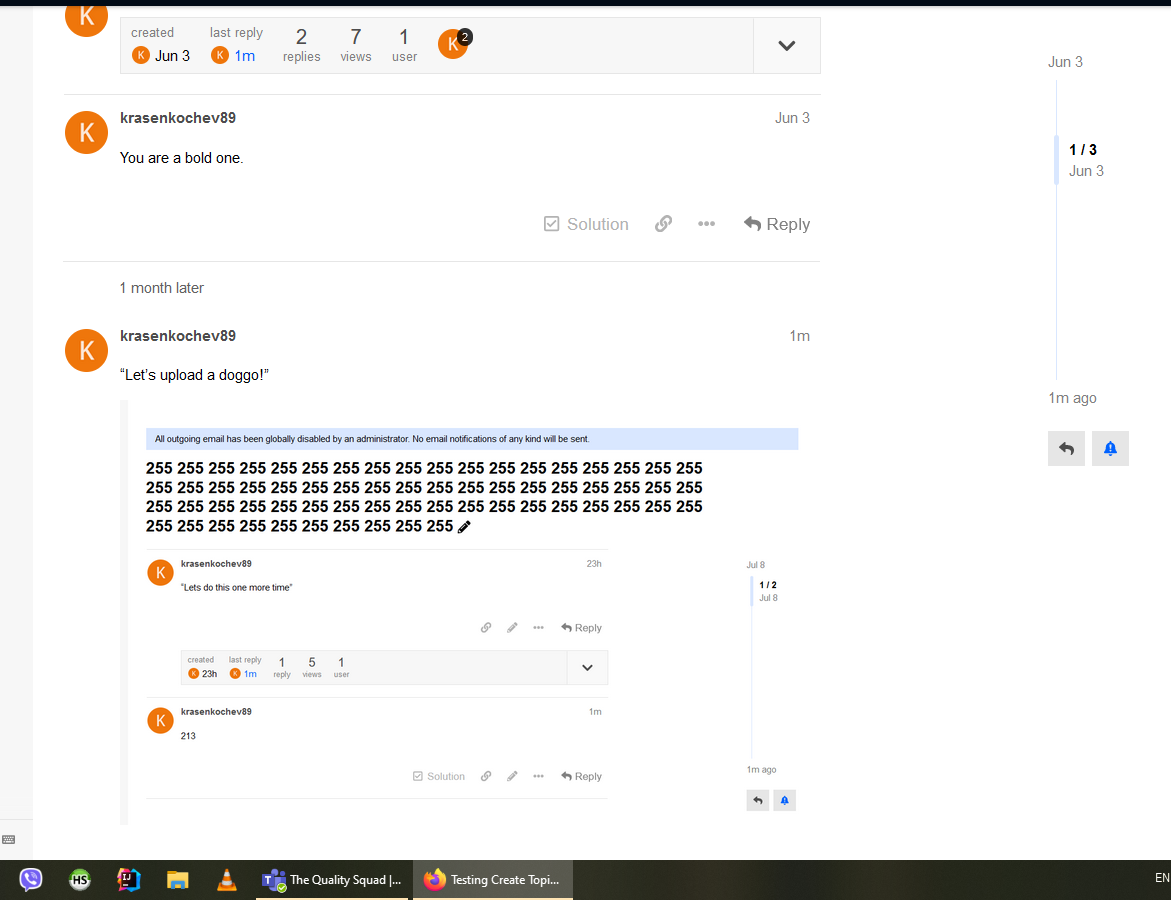 K
created last reply 2 7 1 K 2
K Jun 3 K 1m replies views user
Jun 3
krasenkochev89 Jun 3
K
1 / 3
You are a bold one.
Jun 3
Solution Reply
1 month later
krasenkochev89 1m
K
“Let’s upload a doggo!”
1m ago
All outgoing email has been globally disabled by an administrator. No email notifications of any kind will be sent.
255 255 255 255 255 255 255 255 255 255 255 255 255 255 255 255 255 255
255 255 255 255 255 255 255 255 255 255 255 255 255 255 255 255 255 255
255 255 255 255 255 255 255 255 255 255 255 255 255 255 255 255 255 255
255 255 255 255 255 255 255 255 255 255
krasenkochev89 23h Jul 8
K
"Lets do this one more time" 1 / 2
Jul 8
Reply
created last reply 1 5 1
K 23h K 1m reply views user
krasenkochev89 1m
K
213
1m ago
Solution Reply
HS IJ T The Quality Squad |... Testing Create Topi... EN